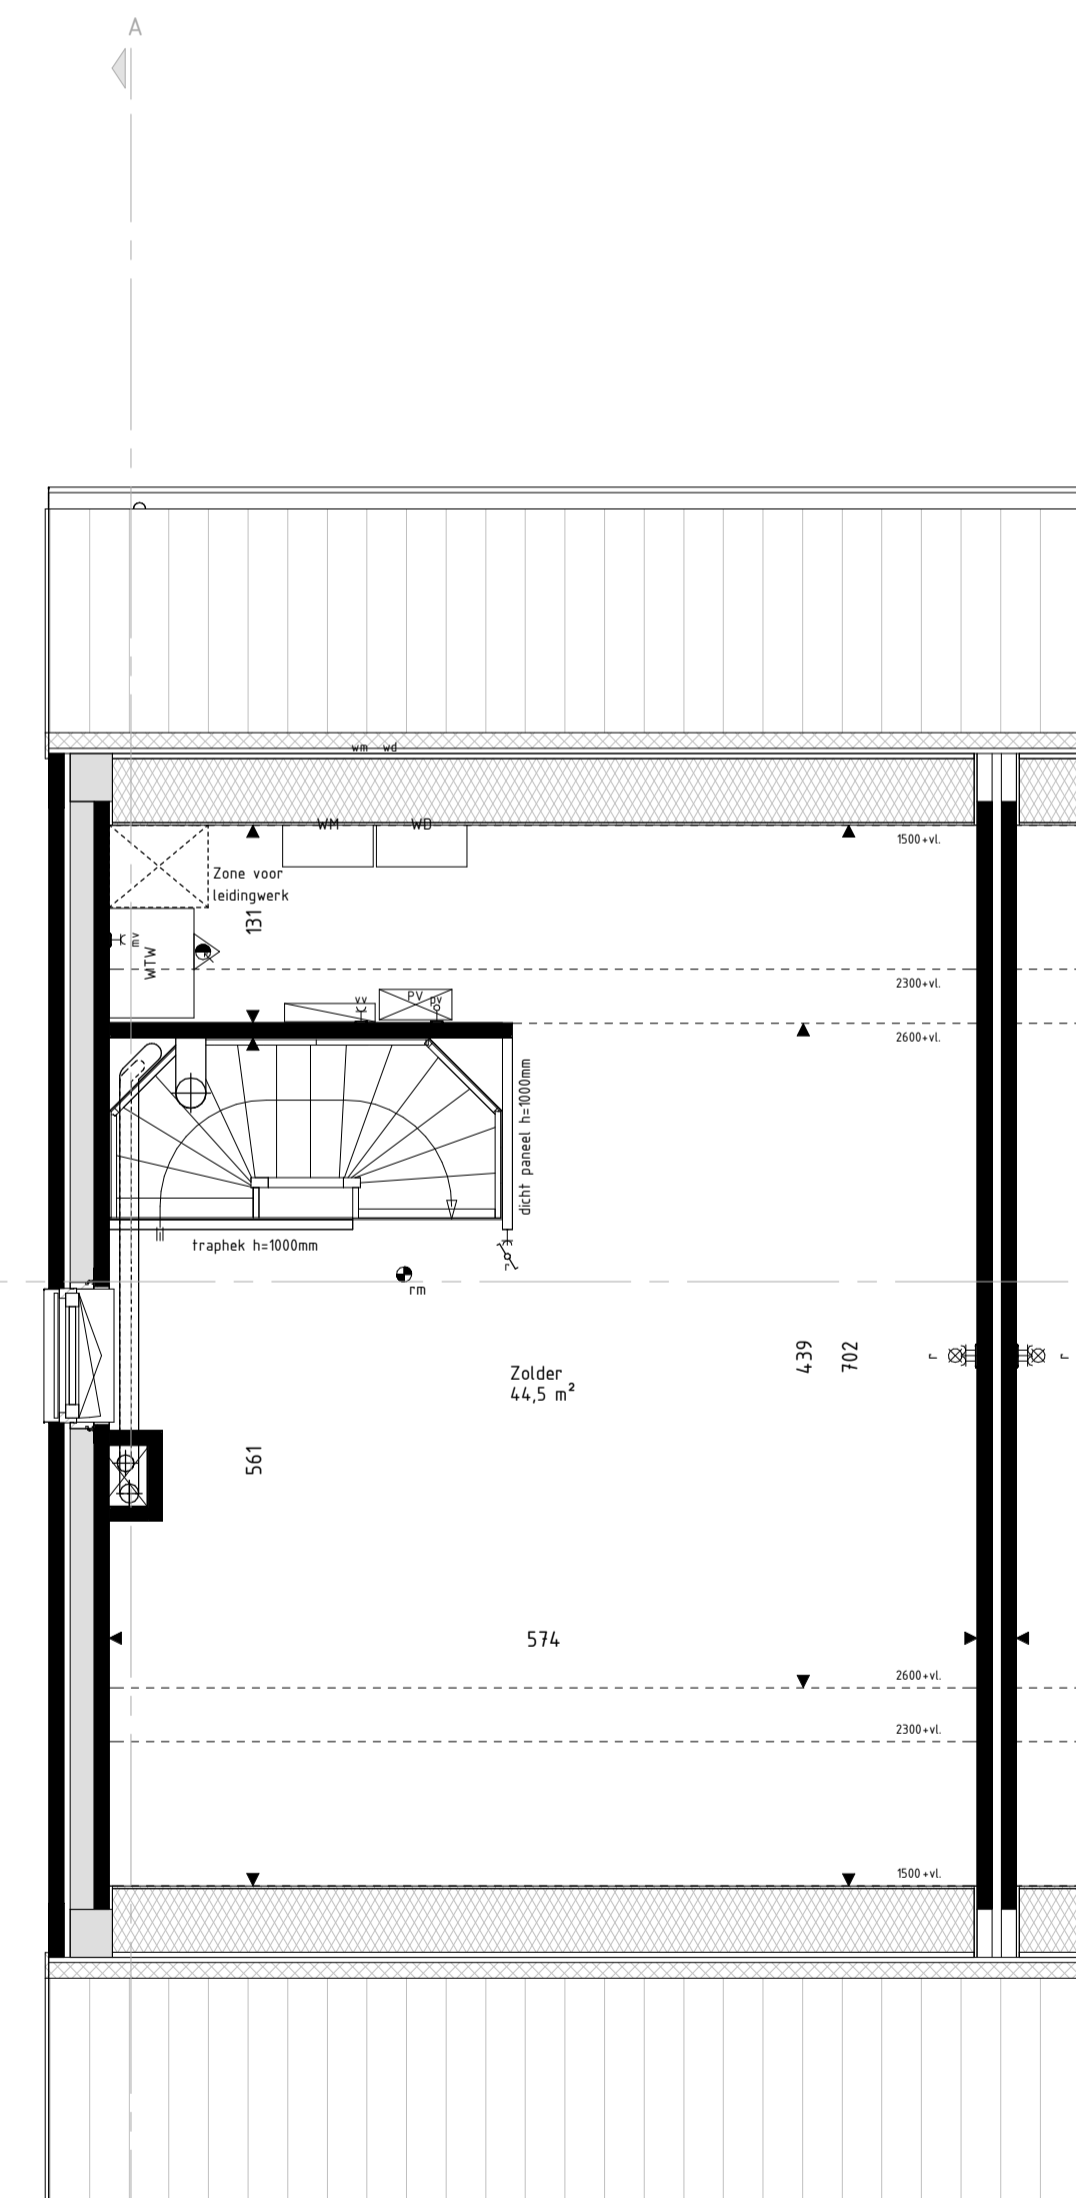 A
wm wd
WM WD
1500+vl.
Zone voor
leidingwerk
131
mv
WTW
2300+vl.
vv
PV
pv
2600+vl.
dicht paneel h=1000mm
traphek h=1000mm
r
rm
439
702
r
r
Zolder
44,5 m²
561
574
2600+vl.
2300+vl.
1500+vl.